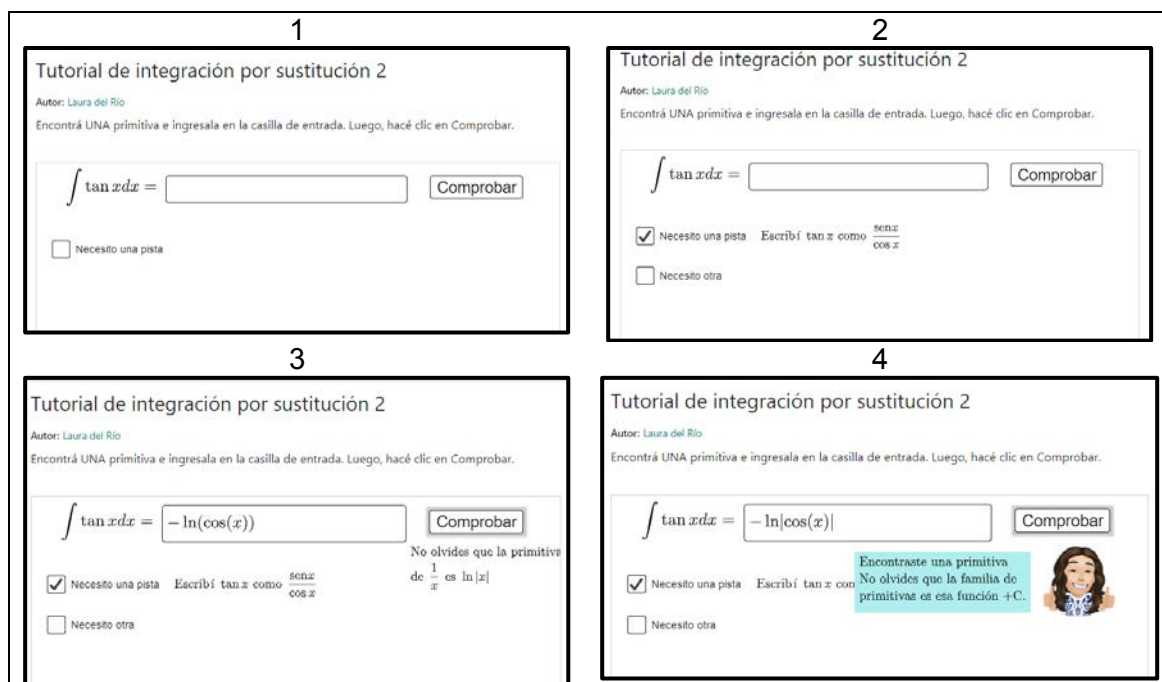 1
Tutorial de integración por sustitución 2
Autor: Laura del Río
Encontrá UNA primitiva e ingresala en la casilla de entrada. Luego, hacé clic en Comprobar.
∫ tan xdx =
Comprobar
Necesito una pista
2
Tutorial de integración por sustitución 2
Autor: Laura del Río
Encontrá UNA primitiva e ingresala en la casilla de entrada. Luego, hacé clic en Comprobar.
∫ tan xdx =
Comprobar
Necesito una pista Escribí tan x como senx/cos x
Necesito otra
3
Tutorial de integración por sustitución 2
Autor: Laura del Río
Encontrá UNA primitiva e ingresala en la casilla de entrada. Luego, hacé clic en Comprobar.
∫ tan xdx = − ln(cos(x))
Comprobar
No olvides que la primitiva
de 1/x es ln |x|
Necesito una pista Escribí tan x como senx/cos x
Necesito otra
4
Tutorial de integración por sustitución 2
Autor: Laura del Río
Encontrá UNA primitiva e ingresala en la casilla de entrada. Luego, hacé clic en Comprobar.
∫ tan xdx = − ln|cos(x)|
Comprobar
Encontraste una primitiva
No olvides que la familia de
primitivas es esa función +C.
Necesito una pista Escribí tan x com
Necesito otra